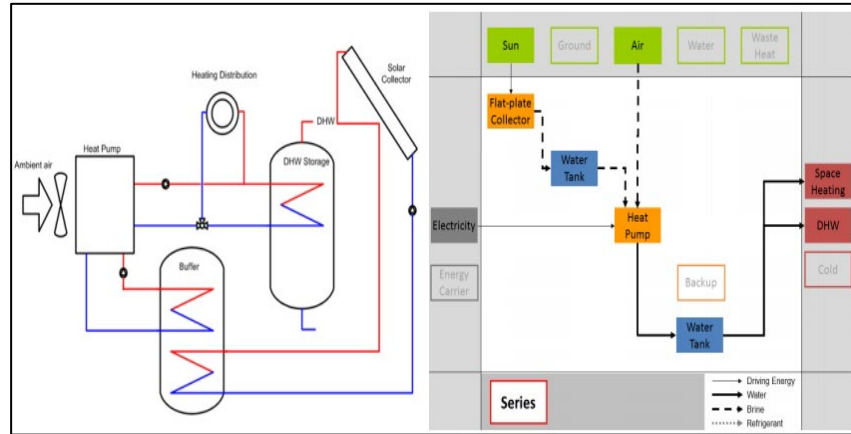 Solar
Collector
Heating Distribution
DHW
Heat Pump
Ambient air
DHW Storage
Buffer
Sun
Ground
Air
Water
Waste
Heat
Flat-plate
Collector
Water
Tank
Space
Heating
Electricity
Heat
Pump
DHW
Energy
Carrier
Backup
Cold
Water
Tank
Series
Driving Energy
Water
Brine
Refrigerant